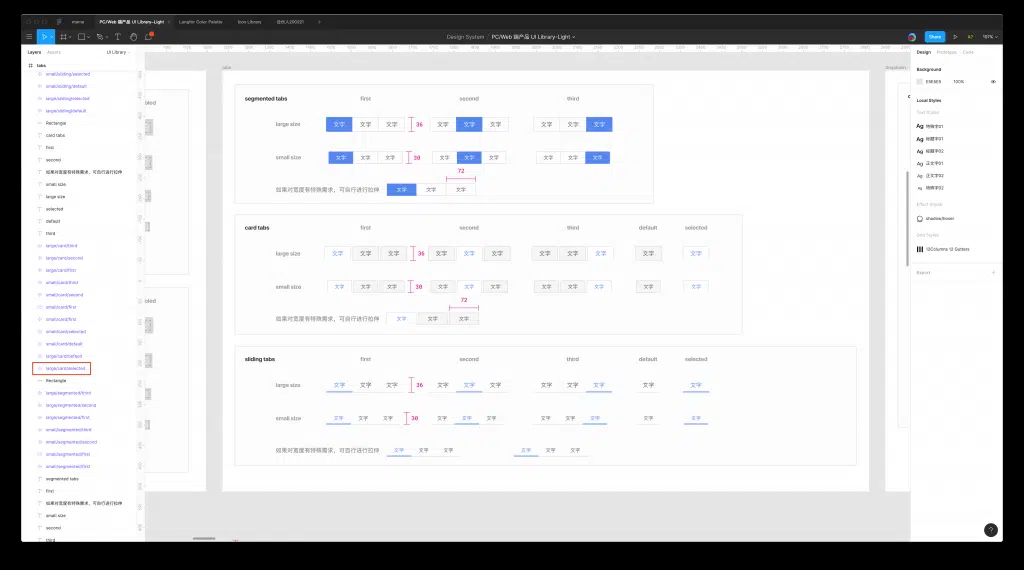 Home
PC/Web 端产品 UI Library-Light
Langfor Color Palette
Icon Library
Design System / PC/Web 端产品 UI Library-Light
Share
107%
Layers
Assets
UI Library
tabs
small/sliding/selected
small/sliding/default
large/sliding/selected
large/sliding/default
Rectangle
card tabs
first
second
如果对宽度有特殊需求，可自行进行拉伸
small size
large size
selected
default
third
large/card/third
large/card/second
large/card/first
small/card/third
small/card/second
small/card/first
small/card/first
small/card/selected
small/card/default
large/card/default
large/card/selected
Rectangle
large/segmented/third
large/segmented/second
large/segmented/first
small/segmented/third
small/segmented/second
small/segmented/first
small/segmented/first
segmented tabs
first
如果对宽度有特殊需求，可自行进行拉伸
small size
second
third
tabs
segmented tabs
first
second
third
large size
文字 文字 文字 36 文字 文字 文字 文字 文字 文字
small size
文字 文字 文字 30 文字 文字 文字 文字 文字 文字
72
如果对宽度有特殊需求，可自行进行拉伸
文字 文字 文字
card tabs
first
second
third
default
selected
large size
文字 文字 文字 36 文字 文字 文字 文字 文字 文字 文字 文字
small size
文字 文字 文字 30 文字 文字 文字 文字 文字 文字 文字 文字
72
如果对宽度有特殊需求，可自行进行拉伸
文字 文字 文字
sliding tabs
first
second
third
default
selected
large size
文字 文字 文字 36 文字 文字 文字 文字 文字 文字 文字 文字
small size
文字 文字 文字 30 文字 文字 文字 文字 文字 文字 文字 文字
如果对宽度有特殊需求，可自行进行拉伸
文字 文字 文字 文字 文字 文字
dropdown
Design
Prototype
Code
Background
E5E5E5
100%
Local Styles
Text Styles
Ag 特殊字01
Ag 标题字01
Ag 标题字02
Ag 正文字01
Ag 正文字02
Ag 特殊字02
Effect Styles
shadow/hover
Grid Styles
12Columns 12 Gutters
Export
?